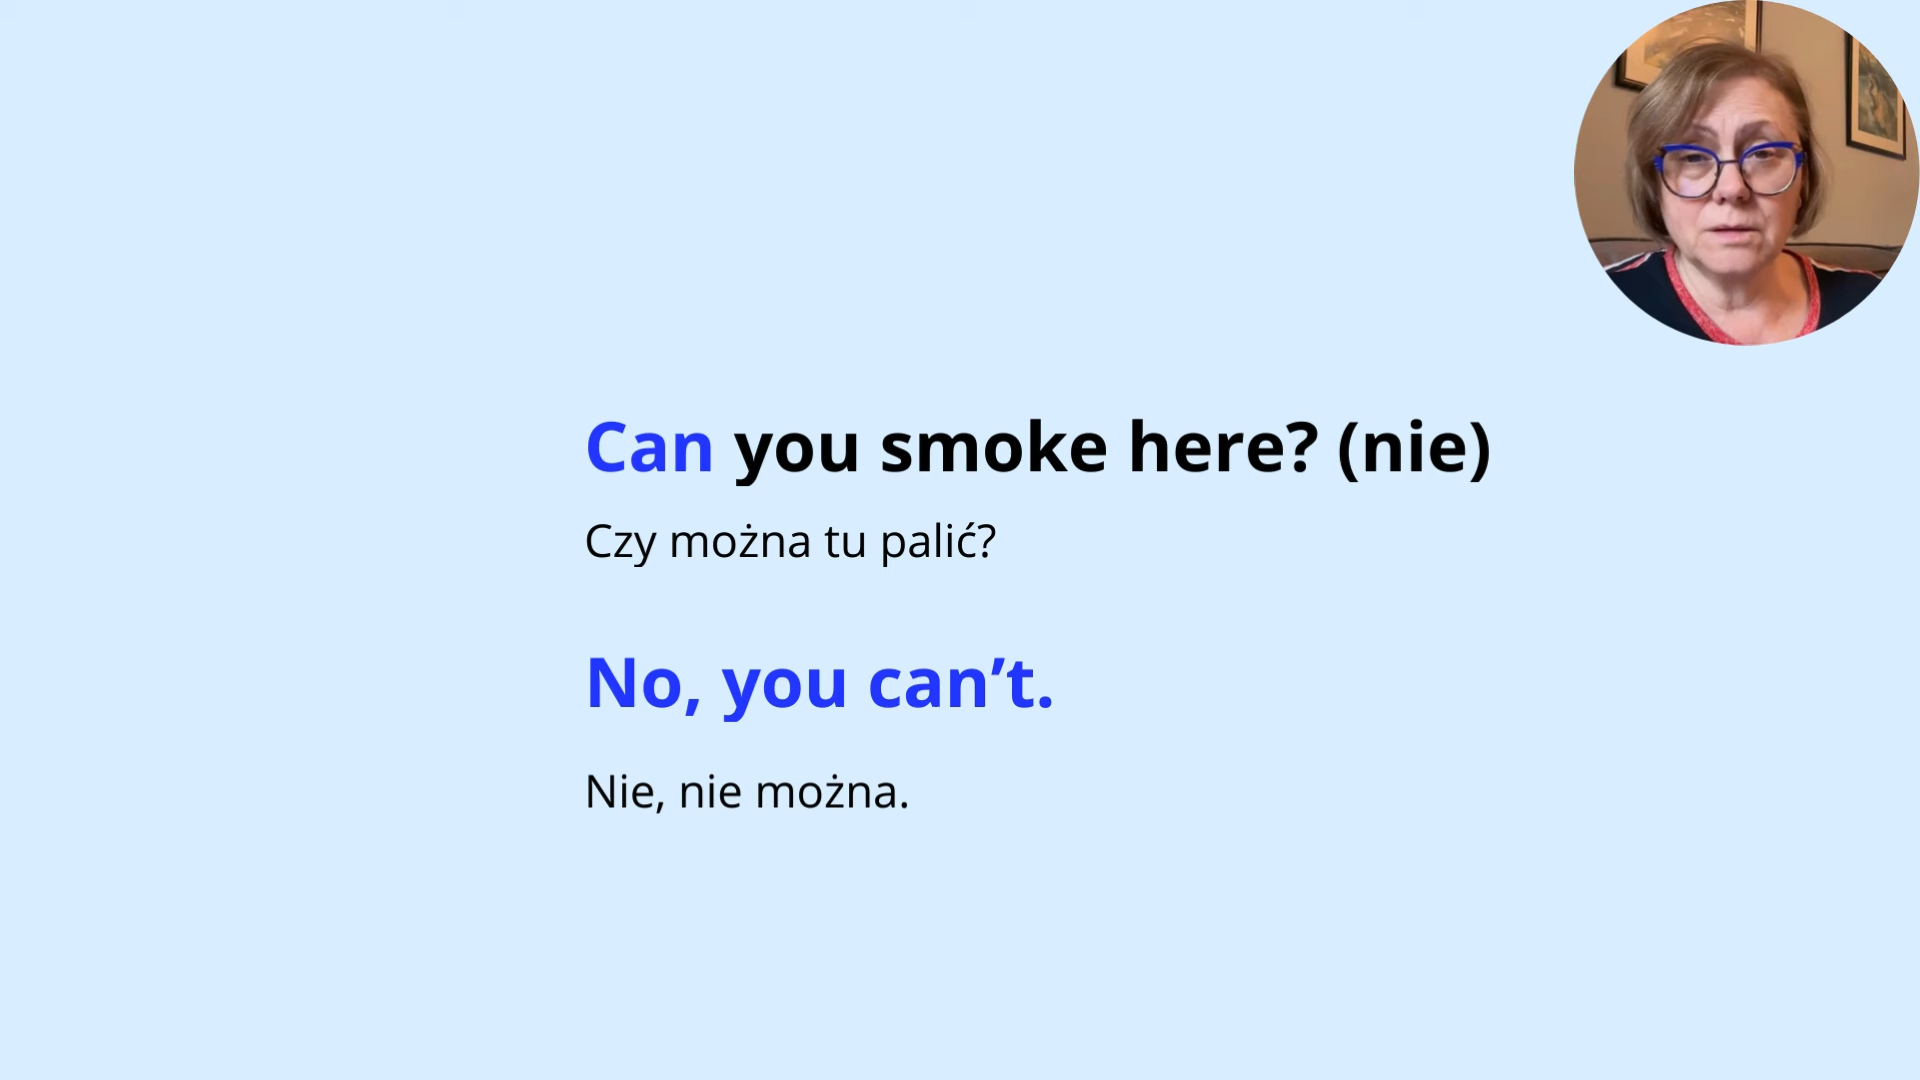 Can you smoke here? (nie)
Czy można tu palić?
No, you can’t.
Nie, nie można.